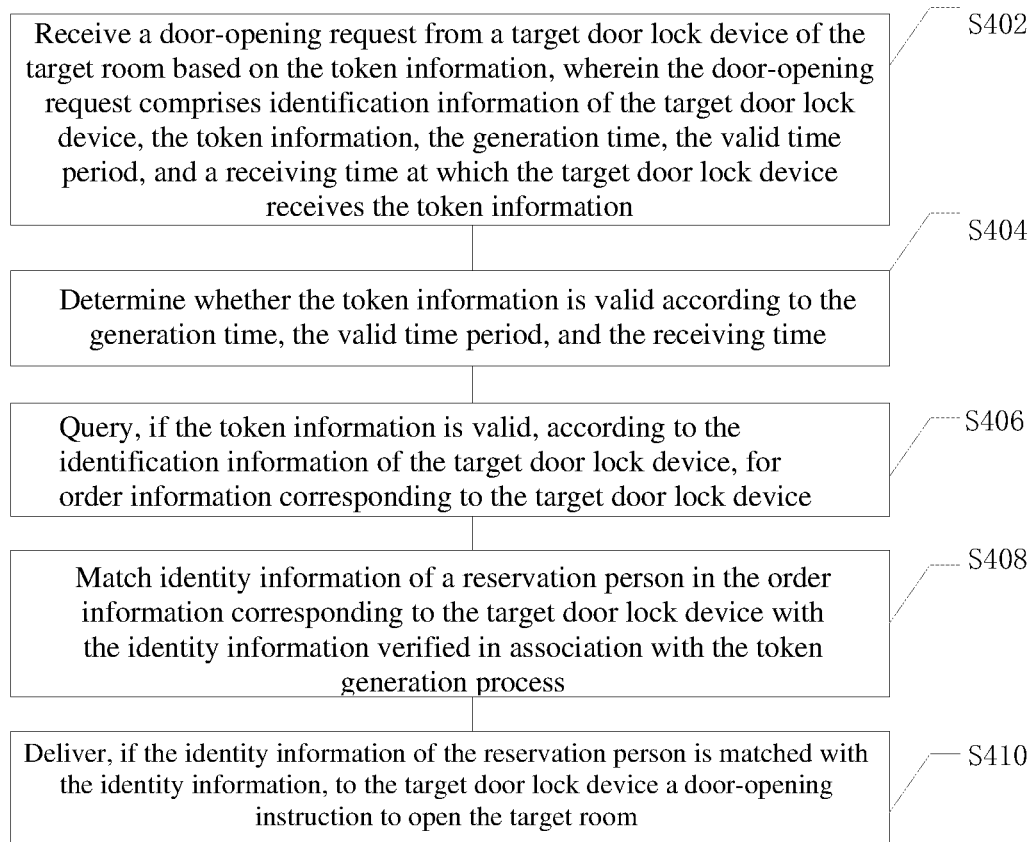 S402
Receive a door-opening request from a target door lock device of the
target room based on the token information, wherein the door-opening
request comprises identification information of the target door lock
device, the token information, the generation time, the valid time
period, and a receiving time at which the target door lock device
receives the token information
S404
Determine whether the token information is valid according to the
generation time, the valid time period, and the receiving time
S406
Query, if the token information is valid, according to the
identification information of the target door lock device, for
order information corresponding to the target door lock device
S408
Match identity information of a reservation person in the order
information corresponding to the target door lock device with
the identity information verified in association with the token
generation process
S410
Deliver, if the identity information of the reservation person is matched with
the identity information, to the target door lock device a door-opening
instruction to open the target room